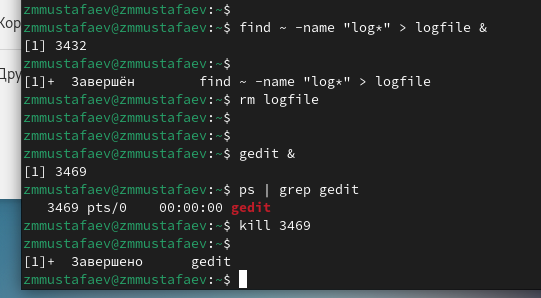 zmmustafaev@zmmustafaev:~$
zmmustafaev@zmmustafaev:~$ find ~ -name "log*" > logfile &
[1] 3432
zmmustafaev@zmmustafaev:~$
[1]+  Завершён        find ~ -name "log*" > logfile
zmmustafaev@zmmustafaev:~$ rm logfile
zmmustafaev@zmmustafaev:~$
zmmustafaev@zmmustafaev:~$
zmmustafaev@zmmustafaev:~$ gedit &
[1] 3469
zmmustafaev@zmmustafaev:~$ ps | grep gedit
   3469 pts/0    00:00:00 gedit
zmmustafaev@zmmustafaev:~$ kill 3469
zmmustafaev@zmmustafaev:~$
[1]+  Завершено      gedit
zmmustafaev@zmmustafaev:~$
Кор
Дру